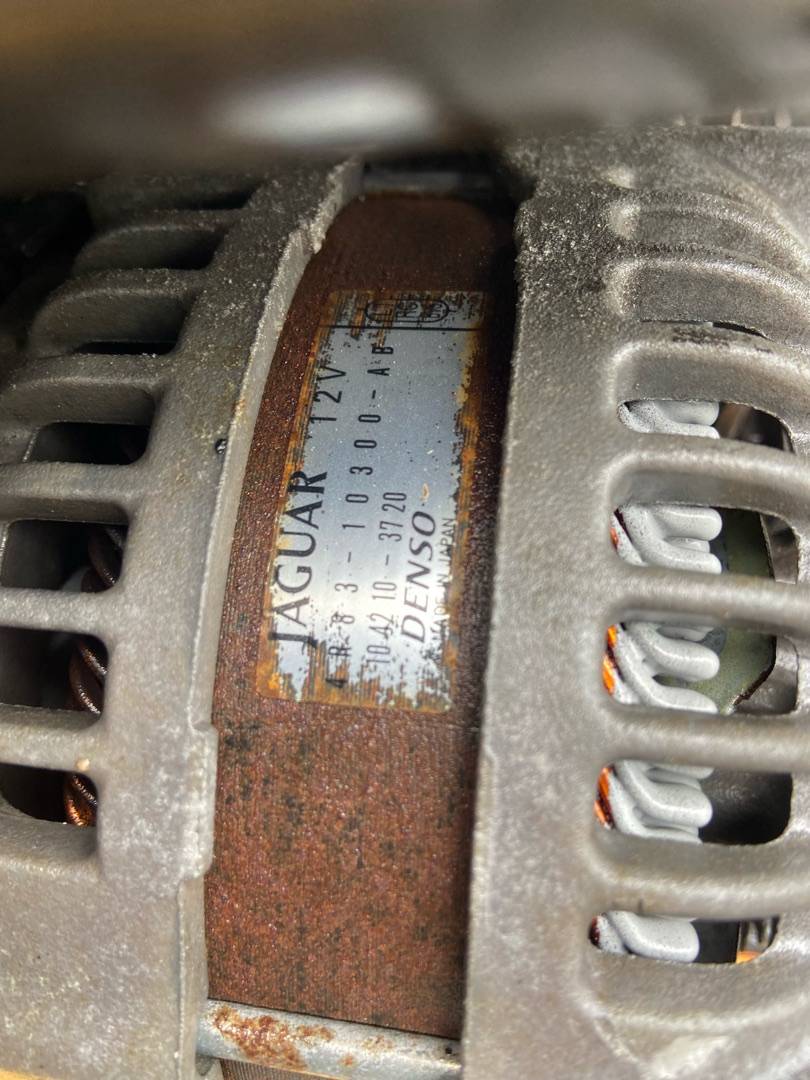 JAGUAR 12V
4R83-10300-AB
104210-3720
DENSO
MADE IN JAPAN